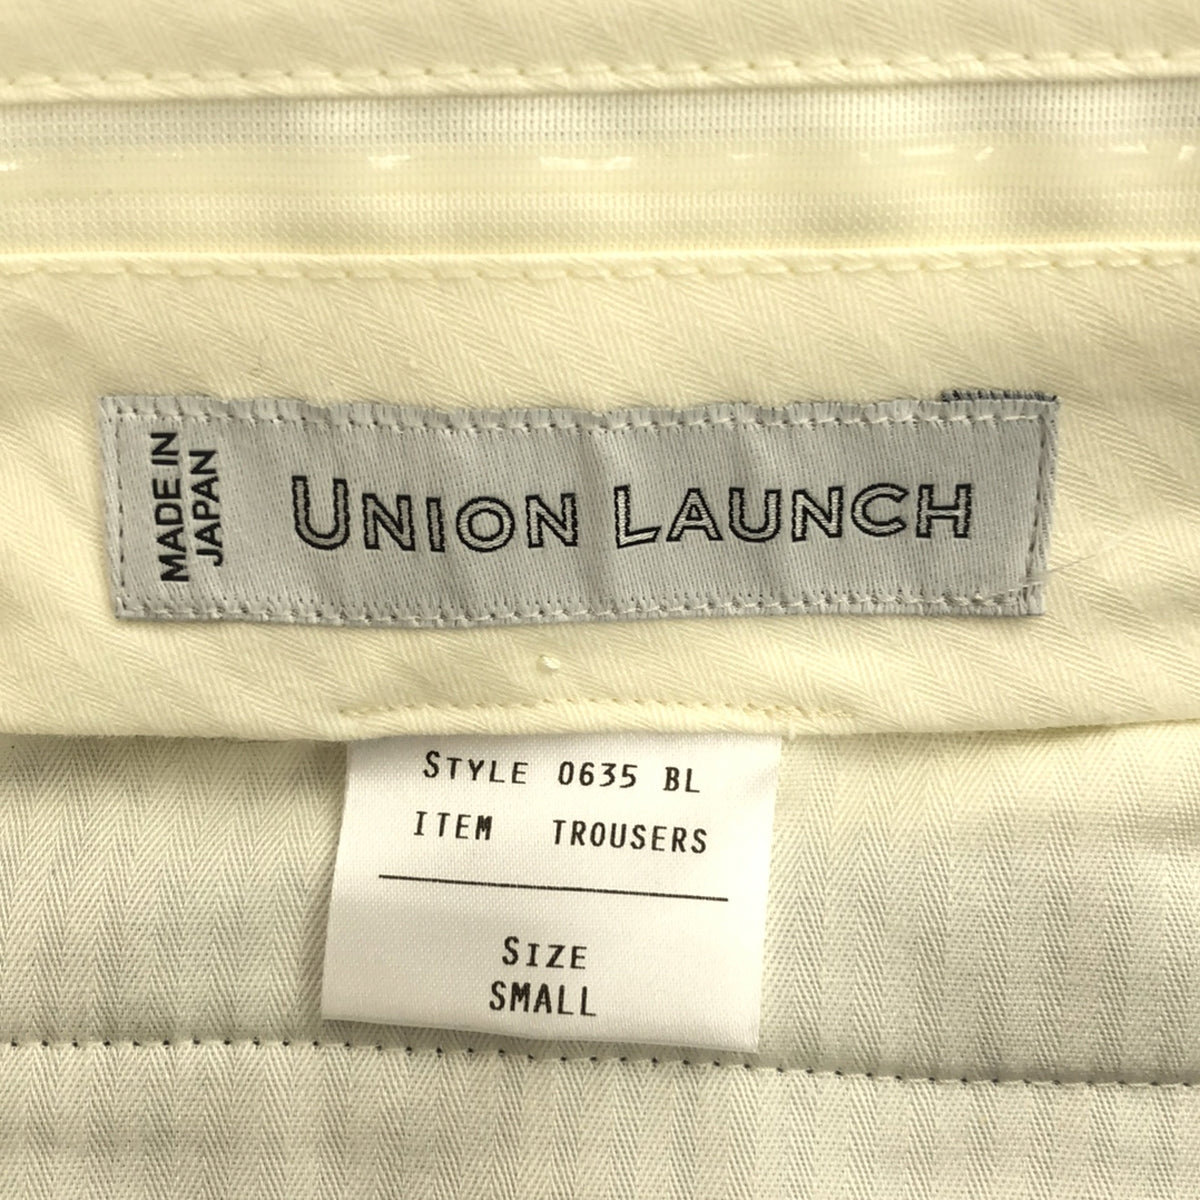 MADE IN
JAPAN
UNION LAUNCH
STYLE 0635 BL
ITEM TROUSERS
SIZE
SMALL